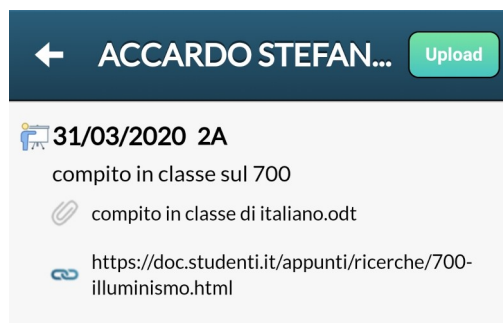 ACCARDO STEFAN...
Upload
31/03/2020 2A
compito in classe sul 700
compito in classe di italiano.odt
https://doc.studenti.it/appunti/ricerche/700-
illuminismo.html